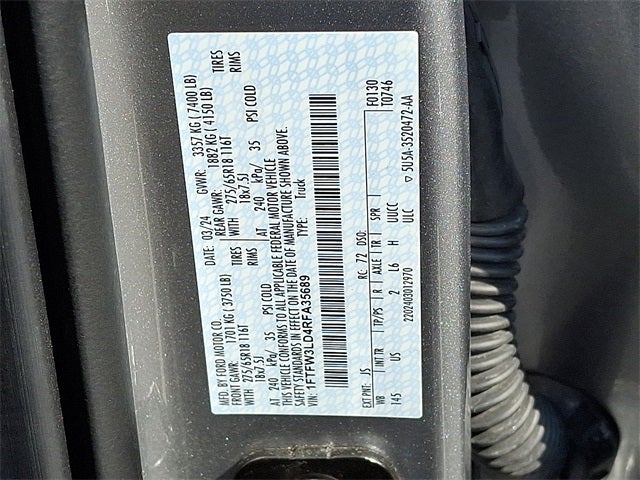 MFD. BY FORD MOTOR CO.
DATE: 03/24 GVWR: 3357 KG ( 7400 LB)
FRONT GAWR: 1701 KG ( 3750 LB) REAR GAWR: 1882 KG ( 4150 LB)
WITH 275/65R18 116T TIRES WITH 275/65R18 116T TIRES
18x7.5J RIMS 18x7.5J RIMS
AT 240 kPa/ 35 PSI COLD AT 240 kPa/ 35 PSI COLD
THIS VEHICLE CONFORMS TO ALL APPLICABLE FEDERAL MOTOR VEHICLE
SAFETY STANDARDS IN EFFECT ON THE DATE OF MANUFACTURE SHOWN ABOVE.
VIN: 1FTFW3LD4RFA35689 TYPE: Truck
EXT PNT: JS RC: 72 DSO: F0130
WB INT TR TP/PS R AXLE TR SPR T0746
145 US 2 L6 H UUCC
2202403012970 ULC ▽ 5U5A-3520472-AA